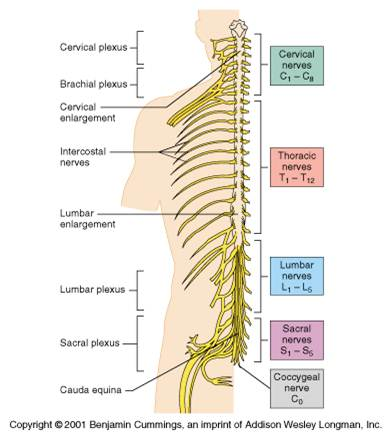 Cervical plexus
Brachial plexus
Cervical
enlargement
Intercostal
nerves
Lumbar
enlargement
Lumbar plexus
Sacral plexus
Cauda equina
Cervical
nerves
C₁ – C₈
Thoracic
nerves
T₁ – T₁₂
Lumbar
nerves
L₁ – L₅
Sacral
nerves
S₁ – S₅
Coccygeal
nerve
C₀
Copyright © 2001 Benjamin Cummings, an imprint of Addison Wesley Longman, Inc.